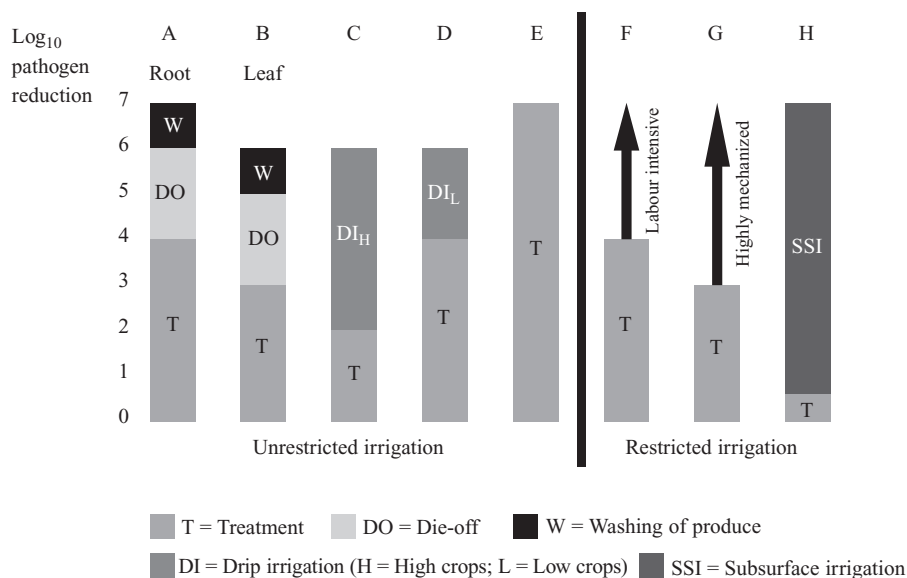 Log10
pathogen
reduction
A B C D E F G H
Root Leaf
7
6
5
4
3
2
1
0
W
DO
T
W
DO
T
DIH
T
DIL
T
T
Labour intensive
T
Highly mechanized
T
SSI
T
Unrestricted irrigation
Restricted irrigation
T = Treatment DO = Die-off W = Washing of produce
DI = Drip irrigation (H = High crops; L = Low crops) SSI = Subsurface irrigation